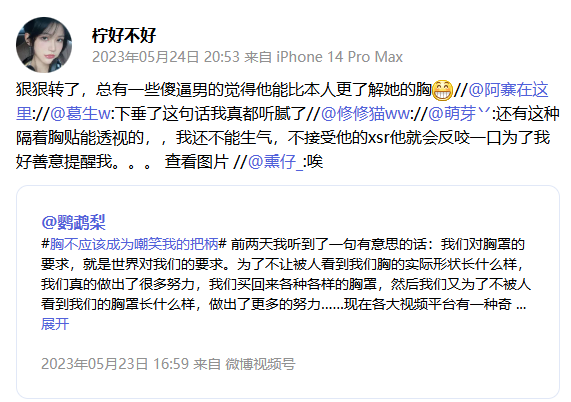 柠好不好
2023年05月24日 20:53 来自 iPhone 14 Pro Max
狠狠转了，总有一些傻逼男的觉得他能比本人更了解她的胸😁//@阿寨在这
里://@葛生w:下垂了这句话我真都听腻了//@修修猫ww://@萌芽丷:还有这种
隔着胸贴能透视的，，我还不能生气，不接受他的xsr他就会反咬一口为了我
好善意提醒我。。。 查看图片 //@熏仔_:唉
@鹦鹉梨
#胸不应该成为嘲笑我的把柄# 前两天我听到了一句有意思的话：我们对胸罩的
要求，就是世界对我们的要求。为了不让被人看到我们胸的实际形状长什么样，
我们真的做出了很多努力，我们买回来各种各样的胸罩，然后我们又为了不被人
看到我们的胸罩长什么样，做出了更多的努力......现在各大视频平台有一种奇 ...
展开
2023年05月23日 16:59 来自 微博视频号